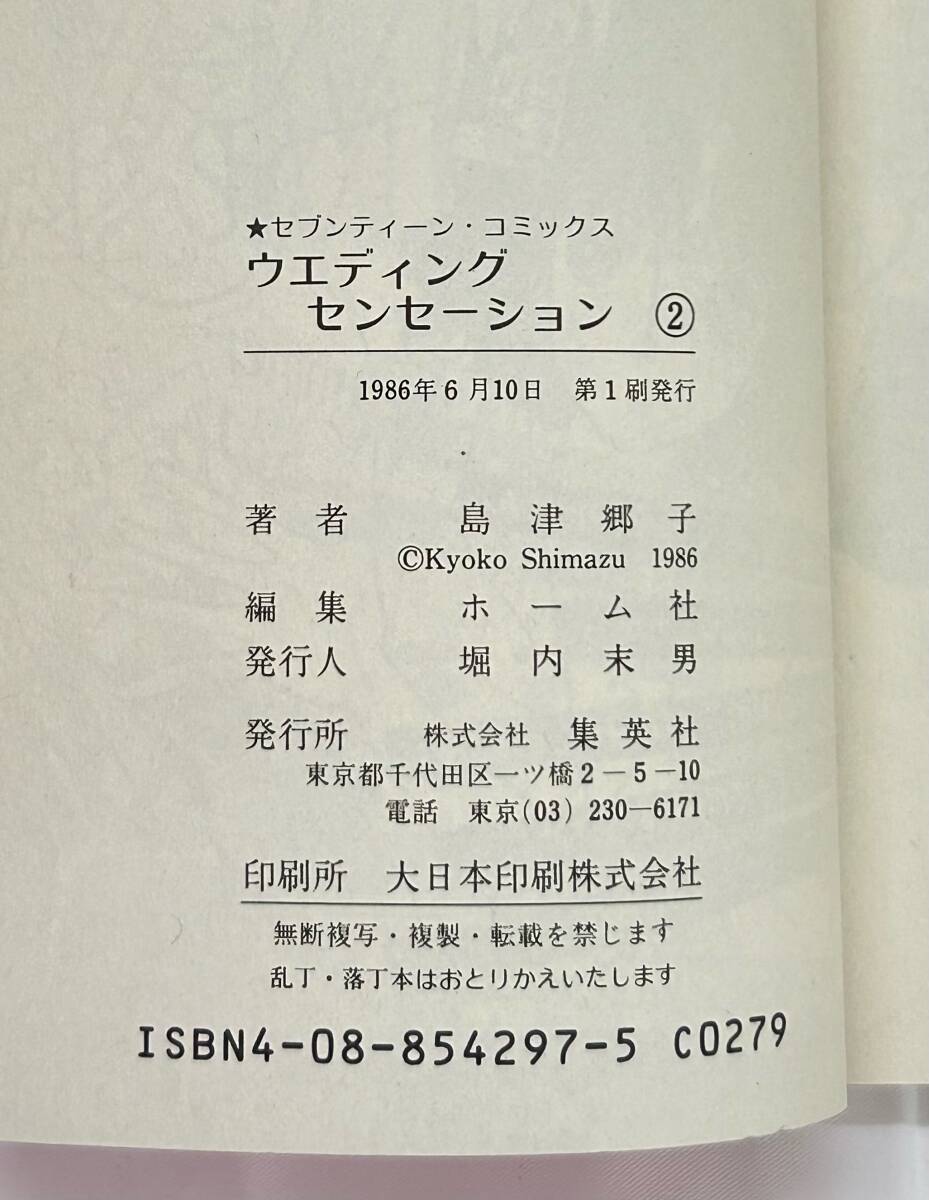 ★セブンティーン・コミックス
ウエディング
センセーション ②
1986年6月10日 第1刷発行
著者 島津郷子
©Kyoko Shimazu 1986
編集 ホーム社
発行人 堀内末男
発行所 株式会社 集英社
東京都千代田区一ツ橋2-5-10
電話 東京(03) 230-6171
印刷所 大日本印刷株式会社
無断複写・複製・転載を禁じます
乱丁・落丁本はおとりかえいたします
ISBN4-08-854297-5 C0279